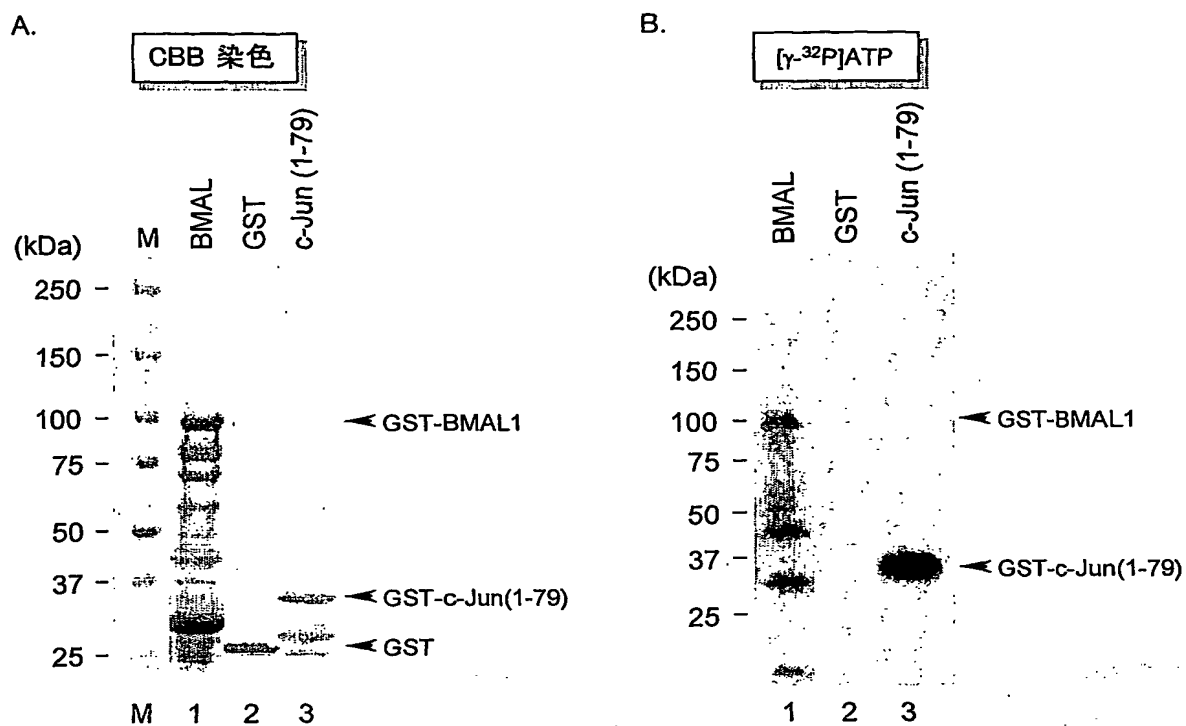 A.
CBB 染色
(kDa)
M
BMAL
GST
c-Jun (1-79)
250
150
100
75
50
37
25
GST-BMAL1
GST-c-Jun(1-79)
GST
M 1 2 3
B.
[γ-³²P]ATP
(kDa)
BMAL
GST
c-Jun (1-79)
250
150
100
75
50
37
25
GST-BMAL1
GST-c-Jun(1-79)
1 2 3